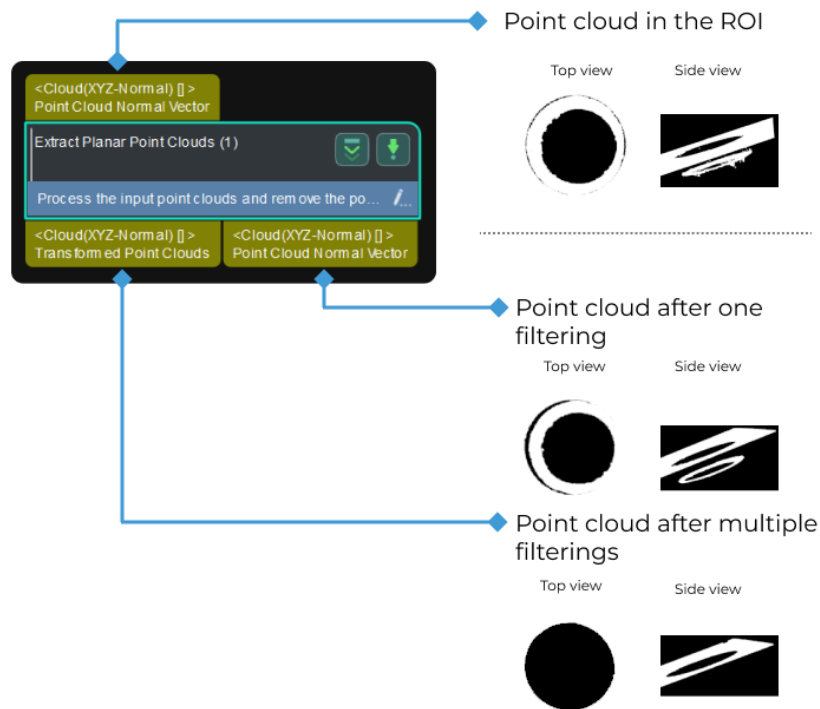 Point cloud in the ROI
Top view
Side view
<Cloud(XYZ-Normal) []>
Point Cloud Normal Vector
Extract Planar Point Clouds (1)
Process the input point clouds and remove the po...
<Cloud(XYZ-Normal) []>
Transformed Point Clouds
<Cloud(XYZ-Normal) []>
Point Cloud Normal Vector
Point cloud after one
filtering
Top view
Side view
Point cloud after multiple
filterings
Top view
Side view